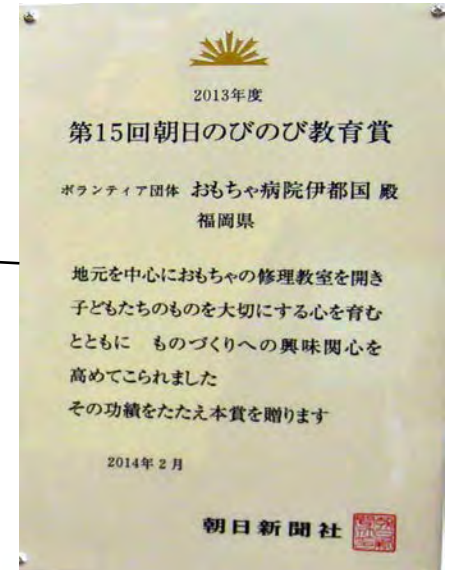 2013年度
第15回朝日のびのび教育賞
ボランティア団体 おもちゃ病院伊都国 殿
福岡県
地元を中心におもちゃの修理教室を開き
子どもたちのものを大切にする心を育む
とともに　ものづくりへの興味関心を
高めてこられました
その功績をたたえ本賞を贈ります
2014年2月
朝日新聞社